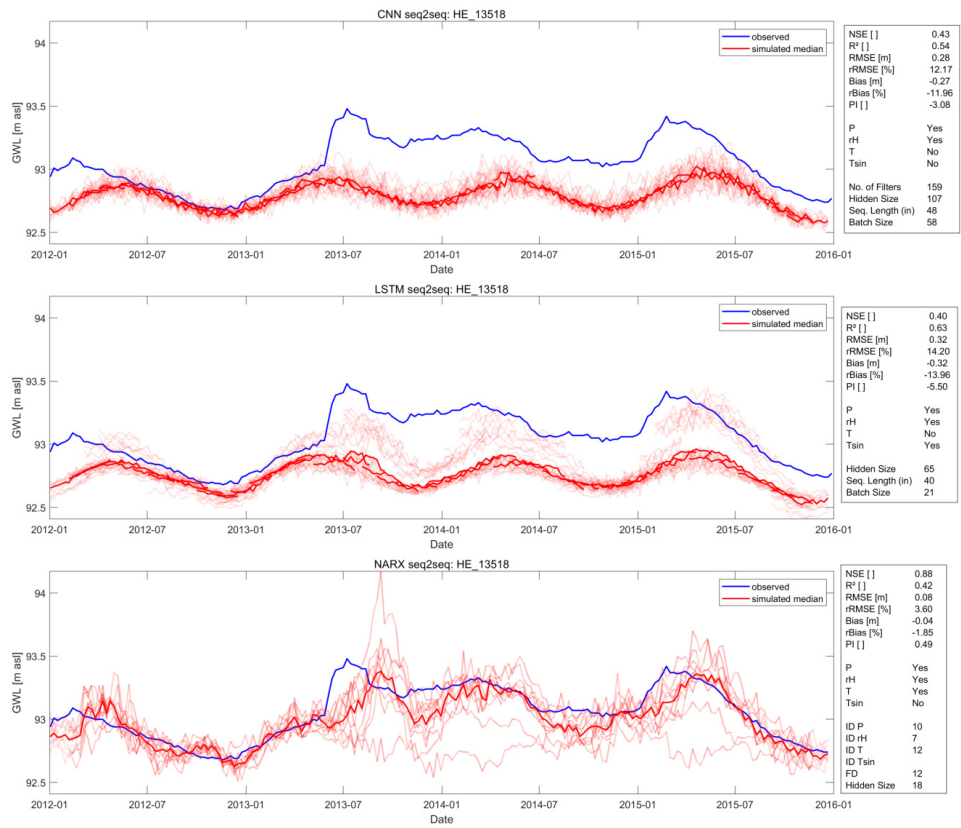 CNN seq2seq: HE_13518
94
93.5
93
92.5
GWL [m asl]
observed
simulated median
2012-01 2012-07 2013-01 2013-07 2014-01 2014-07 2015-01 2015-07 2016-01
Date
NSE [ ] 0.43
R² [ ] 0.54
RMSE [m] 0.28
rRMSE [%] 12.17
Bias [m] -0.27
rBias [%] -11.96
PI [ ] -3.08
P Yes
rH Yes
T No
Tsin No
No. of Filters 159
Hidden Size 107
Seq. Length (in) 48
Batch Size 58
LSTM seq2seq: HE_13518
94
93.5
93
92.5
GWL [m asl]
observed
simulated median
2012-01 2012-07 2013-01 2013-07 2014-01 2014-07 2015-01 2015-07 2016-01
Date
NSE [ ] 0.40
R² [ ] 0.63
RMSE [m] 0.32
rRMSE [%] 14.20
Bias [m] -0.32
rBias [%] -13.96
PI [ ] -5.50
P Yes
rH Yes
T No
Tsin Yes
Hidden Size 65
Seq. Length (in) 40
Batch Size 21
NARX seq2seq: HE_13518
94
93.5
93
92.5
GWL [m asl]
observed
simulated median
2012-01 2012-07 2013-01 2013-07 2014-01 2014-07 2015-01 2015-07 2016-01
Date
NSE [ ] 0.88
R² [ ] 0.42
RMSE [m] 0.08
rRMSE [%] 3.60
Bias [m] -0.04
rBias [%] -1.85
PI [ ] 0.49
P Yes
rH Yes
T Yes
Tsin No
ID P 10
ID rH 7
ID T 12
ID Tsin
FD 12
Hidden Size 18